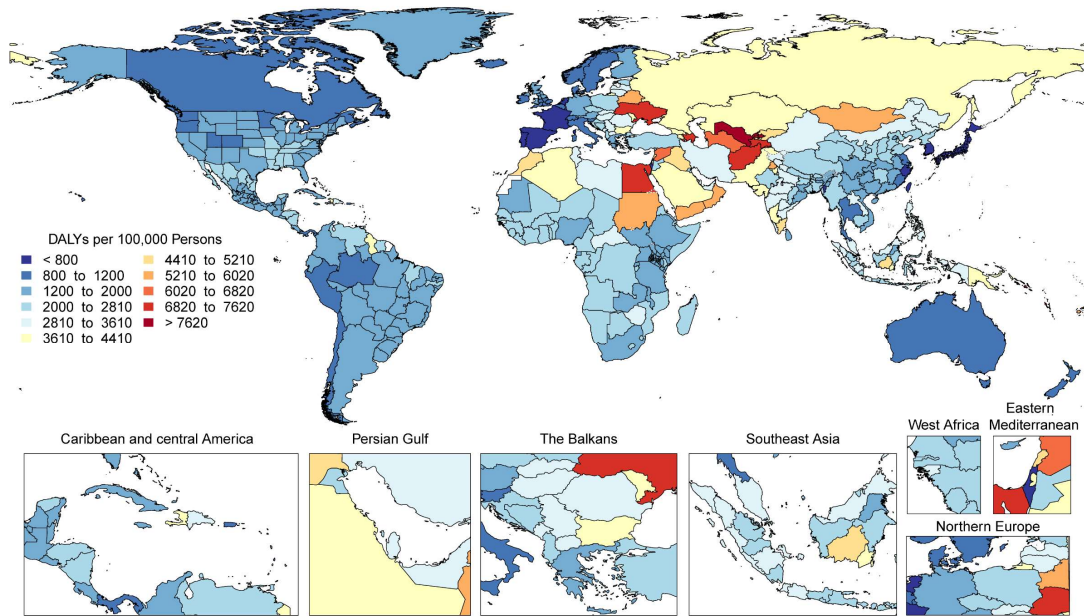 DALYs per 100,000 Persons
< 800
800 to 1200
1200 to 2000
2000 to 2810
2810 to 3610
3610 to 4410
4410 to 5210
5210 to 6020
6020 to 6820
6820 to 7620
> 7620
Caribbean and central America
Persian Gulf
The Balkans
Southeast Asia
West Africa
Eastern
Mediterranean
Northern Europe